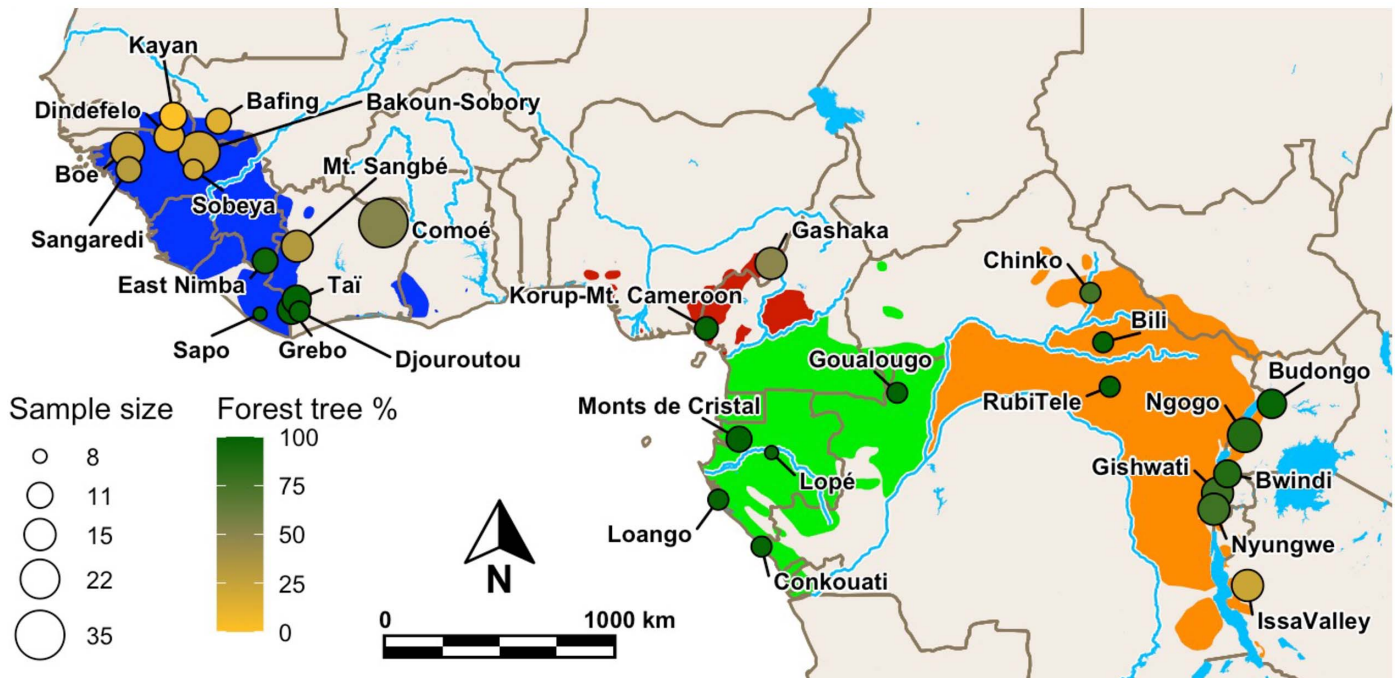 Kayan
Dindefelo
Bafing
Bakoun-Sobory
Boe
Mt. Sangbé
Sobeya
Sangaredi
Comoé
Gashaka
East Nimba
Taï
Chinko
Korup-Mt. Cameroon
Bili
Sapo
Grebo
Djouroutou
Goualougo
Budongo
RubiTele
Ngogo
Monts de Cristal
Gishwati
Bwindi
Lopé
Loango
Nyungwe
Conkouati
IssaValley
Sample size
8
11
15
22
35
Forest tree %
100
75
50
25
0
N
0 1000 km